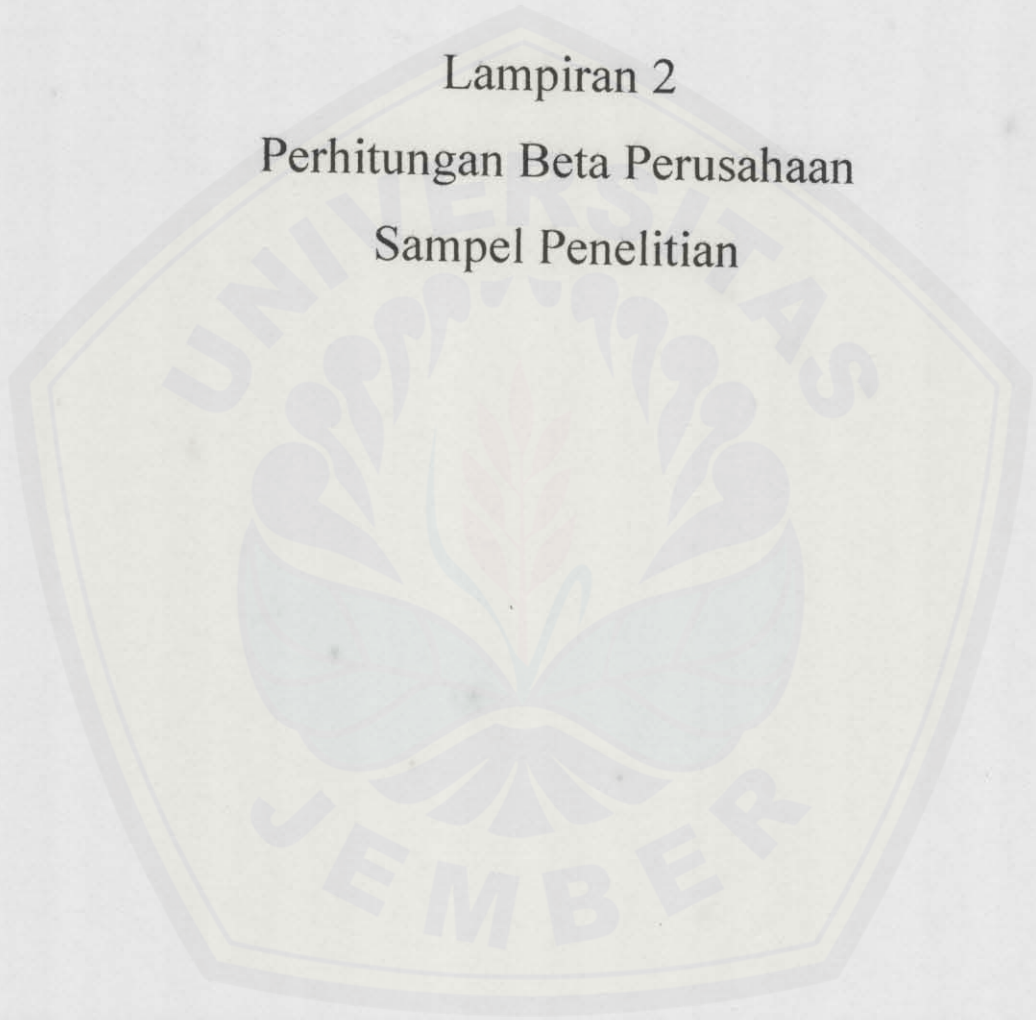 Lampiran 2
Perhitungan Beta Perusahaan
Sampel Penelitian
UNIVERSITAS
JEMBER